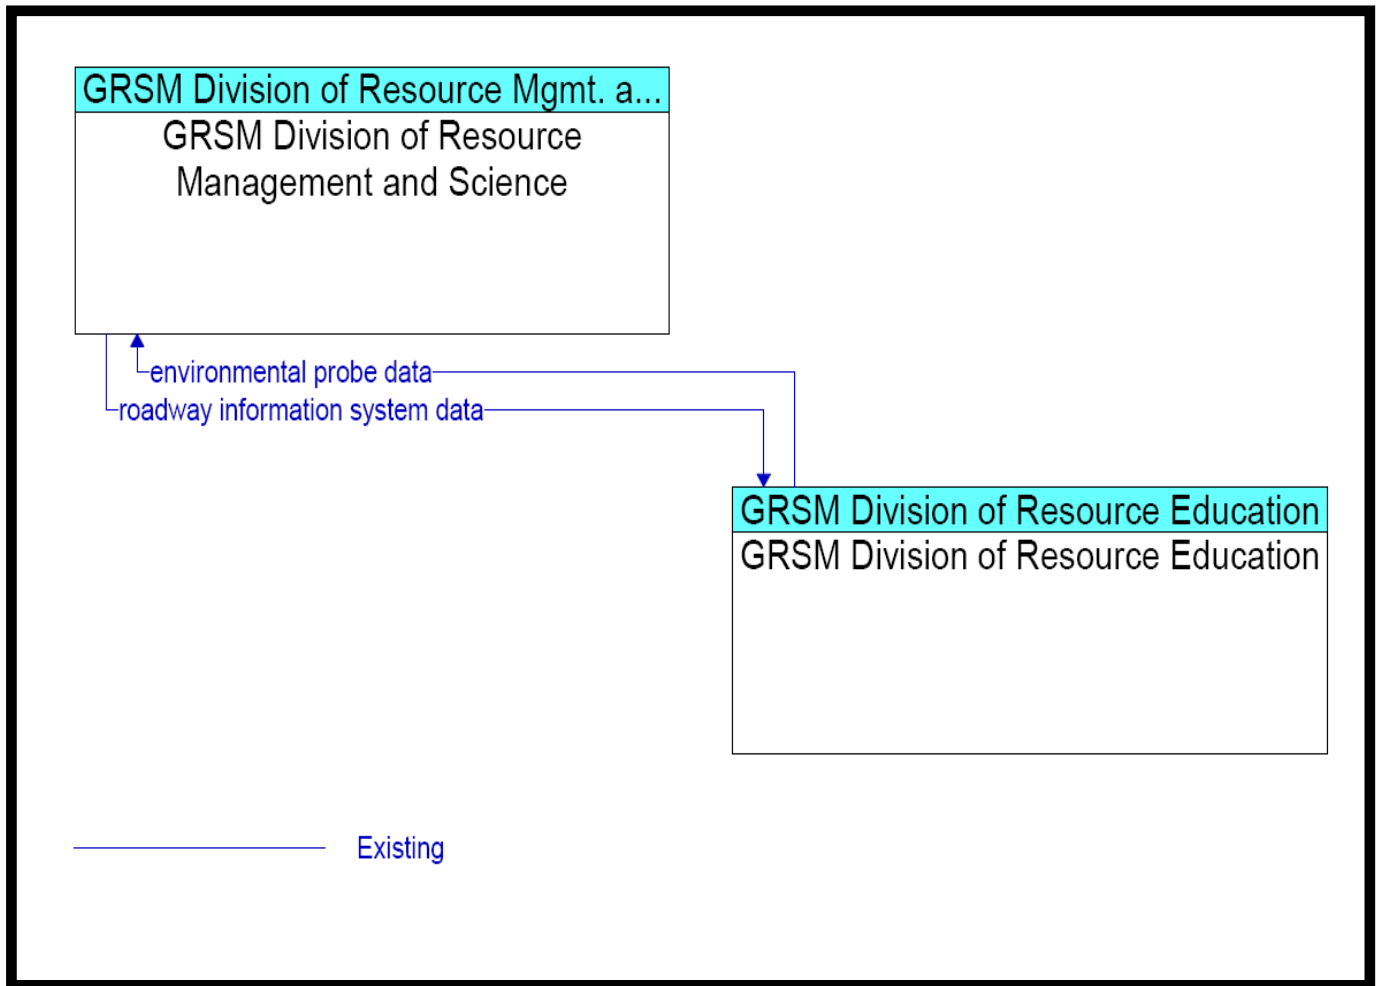 GRSM Division of Resource Mgmt. a...
GRSM Division of Resource
Management and Science
environmental probe data
roadway information system data
GRSM Division of Resource Education
GRSM Division of Resource Education
Existing